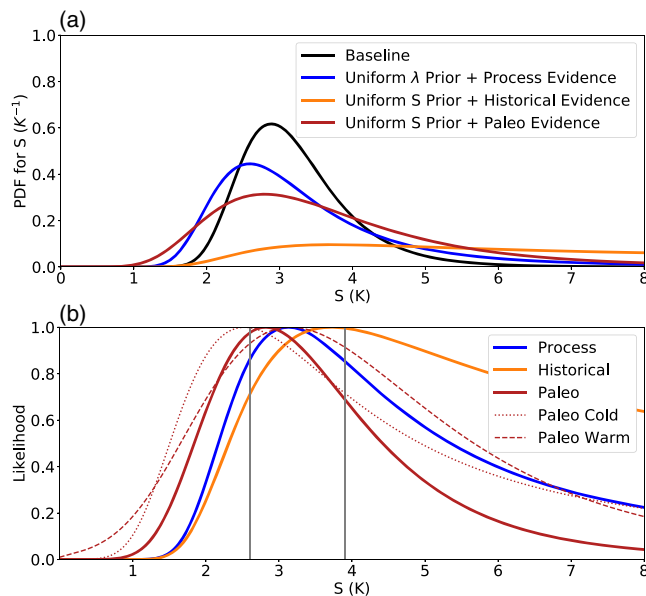 (a)
1.0
0.8
0.6
0.4
0.2
0.0
PDF for S (K⁻¹)
Baseline
Uniform λ Prior + Process Evidence
Uniform S Prior + Historical Evidence
Uniform S Prior + Paleo Evidence
0 1 2 3 4 5 6 7 8
S (K)
(b)
1.0
0.8
0.6
0.4
0.2
0.0
Likelihood
Process
Historical
Paleo
Paleo Cold
Paleo Warm
1 2 3 4 5 6 7 8
S (K)